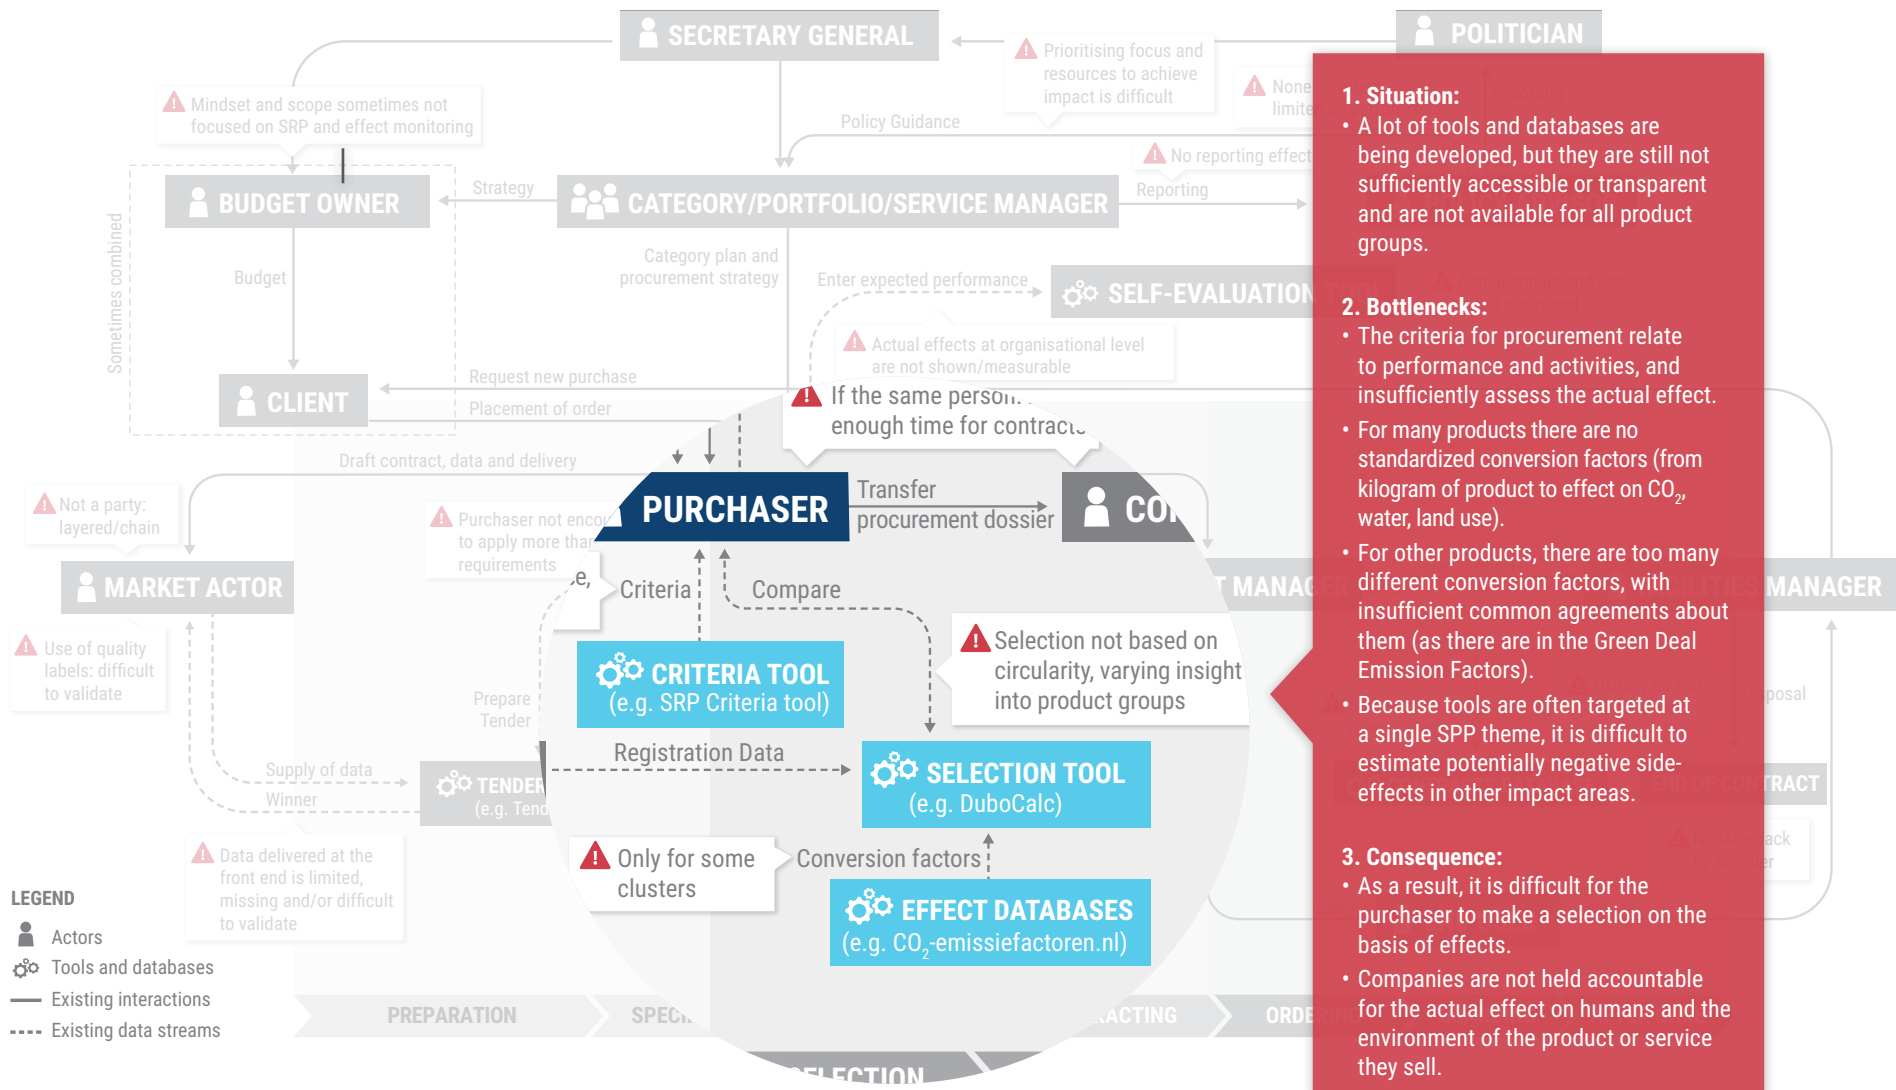 SECRETARY GENERAL
POLITICIAN
Prioritising focus and
resources to achieve
impact is difficult
None
limited
Reporting
Mindset and scope sometimes not
focused on SRP and effect monitoring
Policy Guidance
No reporting effect
BUDGET OWNER
Strategy
CATEGORY/PORTFOLIO/SERVICE MANAGER
Reporting
Sometimes combined
Budget
Category plan and
procurement strategy
Enter expected performance
SELF-EVALUATION TOOL
Actual effects at organisational level
are not shown/measurable
CLIENT
Request new purchase
Placement of order
If the same person:
enough time for contracts
Draft contract, data and delivery
Not a party:
layered/chain
Purchaser not
to apply more than
requirements
PURCHASER
Transfer
procurement dossier
MARKET ACTOR
MANAGER
MANAGER
Criteria
Compare
Use of quality
labels: difficult
to validate
Selection not based on
circularity, varying insight
into product groups
CRITERIA TOOL
(e.g. SRP Criteria tool)
Prepare
Tender
Registration Data
Supply of data
Winner
TENDER
(e.g.
SELECTION TOOL
(e.g. DuboCalc)
END OF CONTRACT
Data delivered at the
front end is limited,
missing and/or difficult
to validate
Only for some
clusters
Conversion factors
EFFECT DATABASES
(e.g. CO₂-emissiefactoren.nl)
LEGEND
Actors
Tools and databases
Existing interactions
Existing data streams
PREPARATION
SELECTION
1. Situation:
• A lot of tools and databases are
being developed, but they are still not
sufficiently accessible or transparent
and are not available for all product
groups.
2. Bottlenecks:
• The criteria for procurement relate
to performance and activities, and
insufficiently assess the actual effect.
• For many products there are no
standardized conversion factors (from
kilogram of product to effect on CO₂,
water, land use).
• For other products, there are too many
different conversion factors, with
insufficient common agreements about
them (as there are in the Green Deal
Emission Factors).
• Because tools are often targeted at
a single SPP theme, it is difficult to
estimate potentially negative side-
effects in other impact areas.
3. Consequence:
• As a result, it is difficult for the
purchaser to make a selection on the
basis of effects.
• Companies are not held accountable
for the actual effect on humans and the
environment of the product or service
they sell.